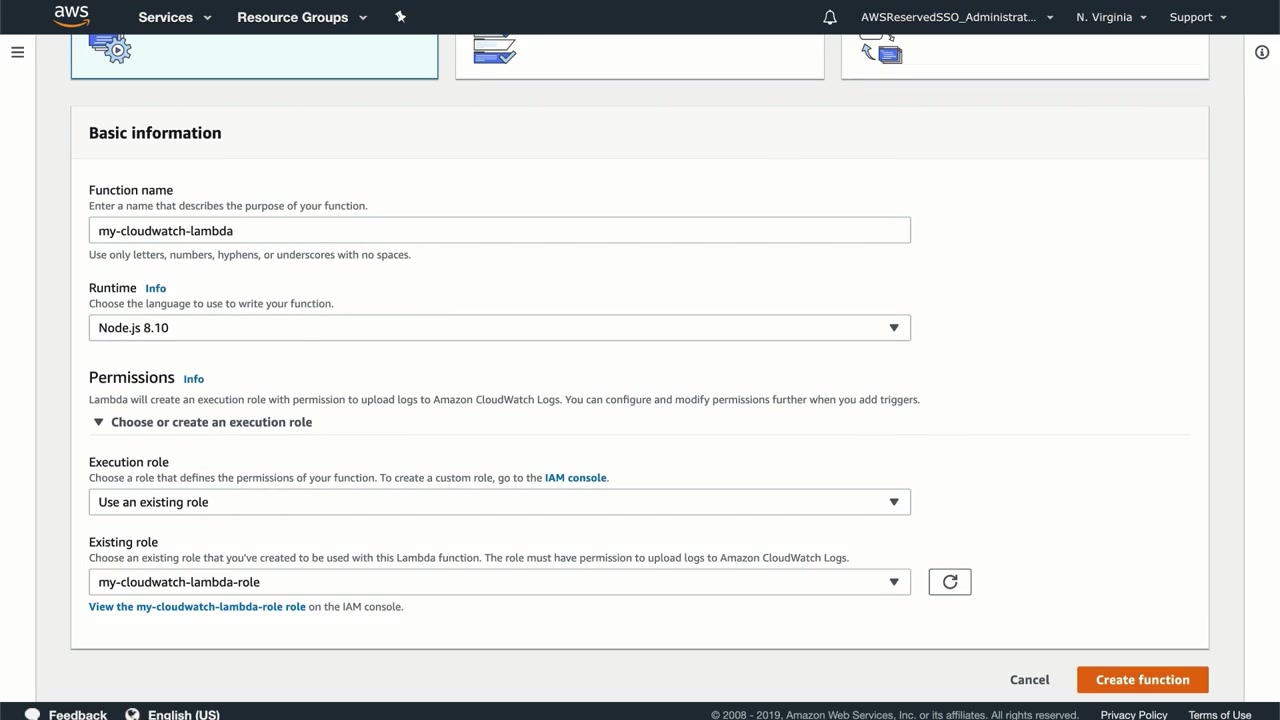 aws Services Resource Groups AWSReservedSSO_Administrat... N. Virginia Support
Basic information
Function name
Enter a name that describes the purpose of your function.
my-cloudwatch-lambda
Use only letters, numbers, hyphens, or underscores with no spaces.
Runtime Info
Choose the language to use to write your function.
Node.js 8.10
Permissions Info
Lambda will create an execution role with permission to upload logs to Amazon CloudWatch Logs. You can configure and modify permissions further when you add triggers.
Choose or create an execution role
Execution role
Choose a role that defines the permissions of your function. To create a custom role, go to the IAM console.
Use an existing role
Existing role
Choose an existing role that you've created to be used with this Lambda function. The role must have permission to upload logs to Amazon CloudWatch Logs.
my-cloudwatch-lambda-role
View the my-cloudwatch-lambda-role role on the IAM console.
Cancel Create function
Feedback English (US) © 2008 - 2019, Amazon Web Services, Inc. or its affiliates. All rights reserved. Privacy Policy Terms of Use